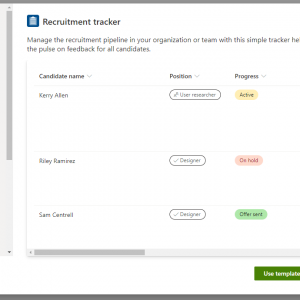 Recruitment tracker
Manage the recruitment pipeline in your organization or team with this simple tracker hel
the pulse on feedback for all candidates.
Candidate name Position Progress
Kerry Allen User researcher Active
Riley Ramirez Designer On hold
Sam Centrell Designer Offer sent
Use template